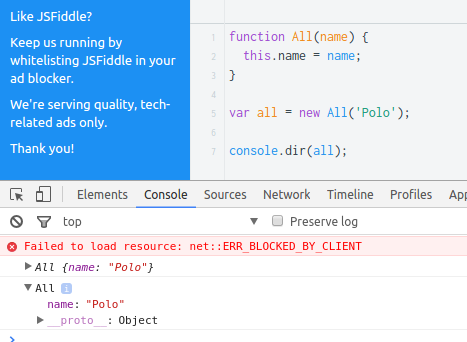 Like JSFiddle?
Keep us running by
whitelisting JSFiddle in your
ad blocker.
We're serving quality, tech-
related ads only.
Thank you!
1 function All(name) {
2 this.name = name;
3 }
4
5 var all = new All('Polo');
6
7 console.dir(all);
Elements Console Sources Network Timeline Profiles App
top Preserve log
Failed to load resource: net::ERR_BLOCKED_BY_CLIENT
All {name: "Polo"}
All i
name: "Polo"
__proto__: Object